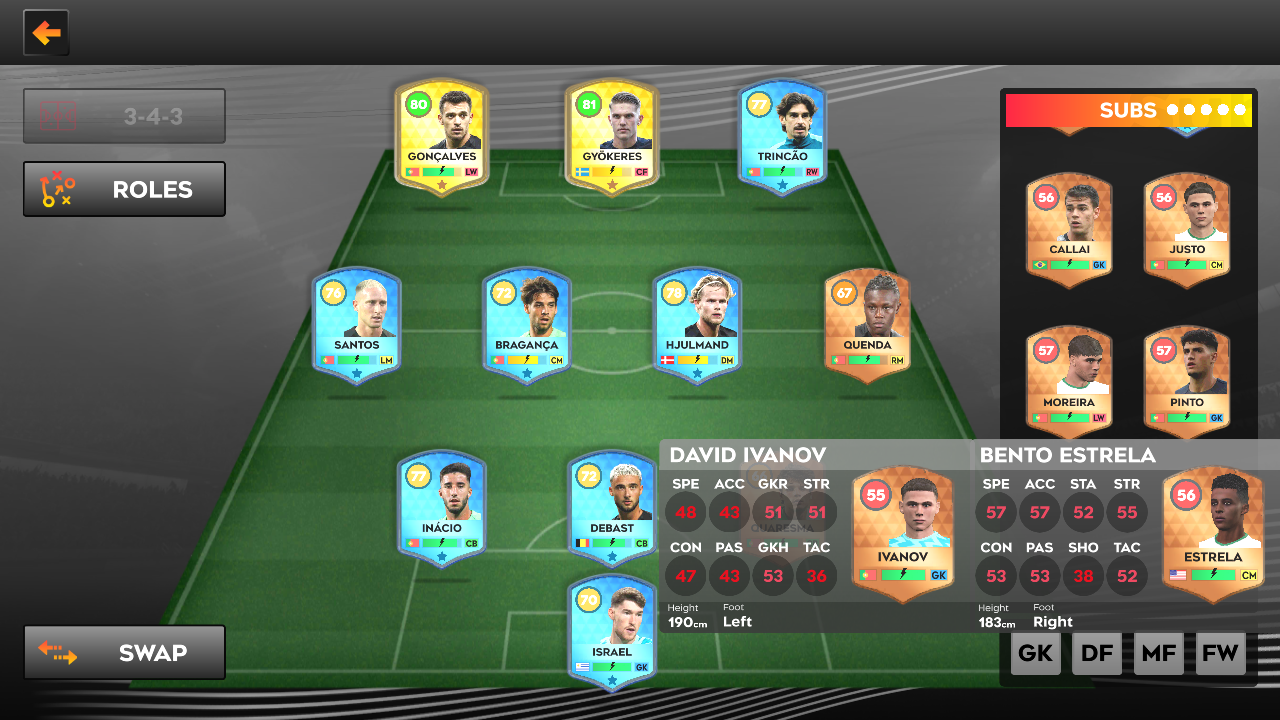 3-4-3
ROLES
80
GONÇALVES
LW
81
GYÖKERES
CF
77
TRINCÃO
RW
SUBS
56
CALLAI
GK
56
JUSTO
CM
76
SANTOS
LM
72
BRAGANÇA
CM
78
HJULMAND
DM
67
QUENDA
RM
57
MOREIRA
LW
57
PINTO
GK
77
INÁCIO
CB
72
DEBAST
CB
QUARESMA
DAVID IVANOV
SPE ACC GKR STR
48 43 51 51
CON PAS GKH TAC
47 43 53 36
Height Foot
190cm Left
55
IVANOV
GK
BENTO ESTRELA
SPE ACC STA STR
57 57 52 55
CON PAS SHO TAC
53 53 38 52
Height Foot
183cm Right
56
ESTRELA
CM
70
ISRAEL
GK
SWAP
GK DF MF FW